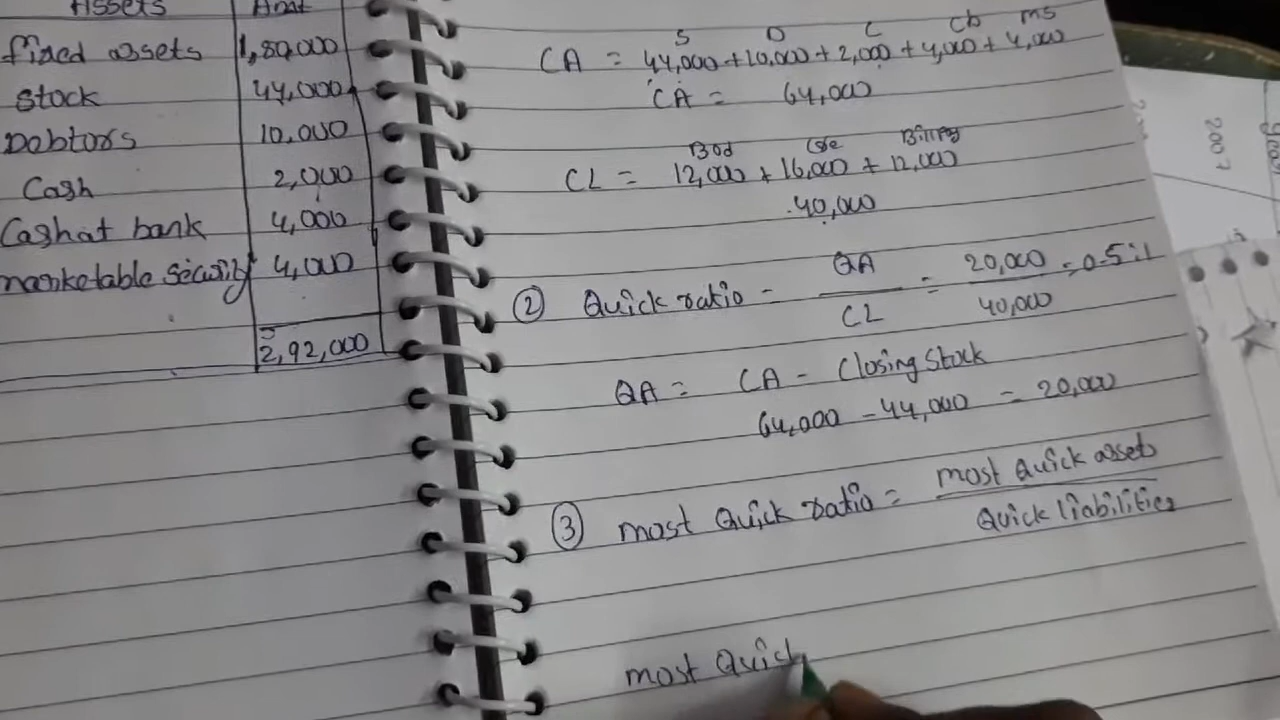 Assets Amt
fixed assets 1,80,000
Stock 44,000
Debtors 10,000
Cash 2,000
Cash at bank 4,000
marketable Security 4,000
2,92,000
S D C Cb ms
CA = 44,000 + 10,000 + 2,000 + 4,000 + 4,000
CA = 64,000
Bod
CL = 12,000 + 16,000 + 12,000
40,000
② Quick ratio - QA / CL = 20,000 / 40,000 = 0.5:1
QA = CA - Closing Stock
64,000 - 44,000 = 20,000
③ most Quick ratio = most Quick assets / Quick liabilities
most Quick
2007